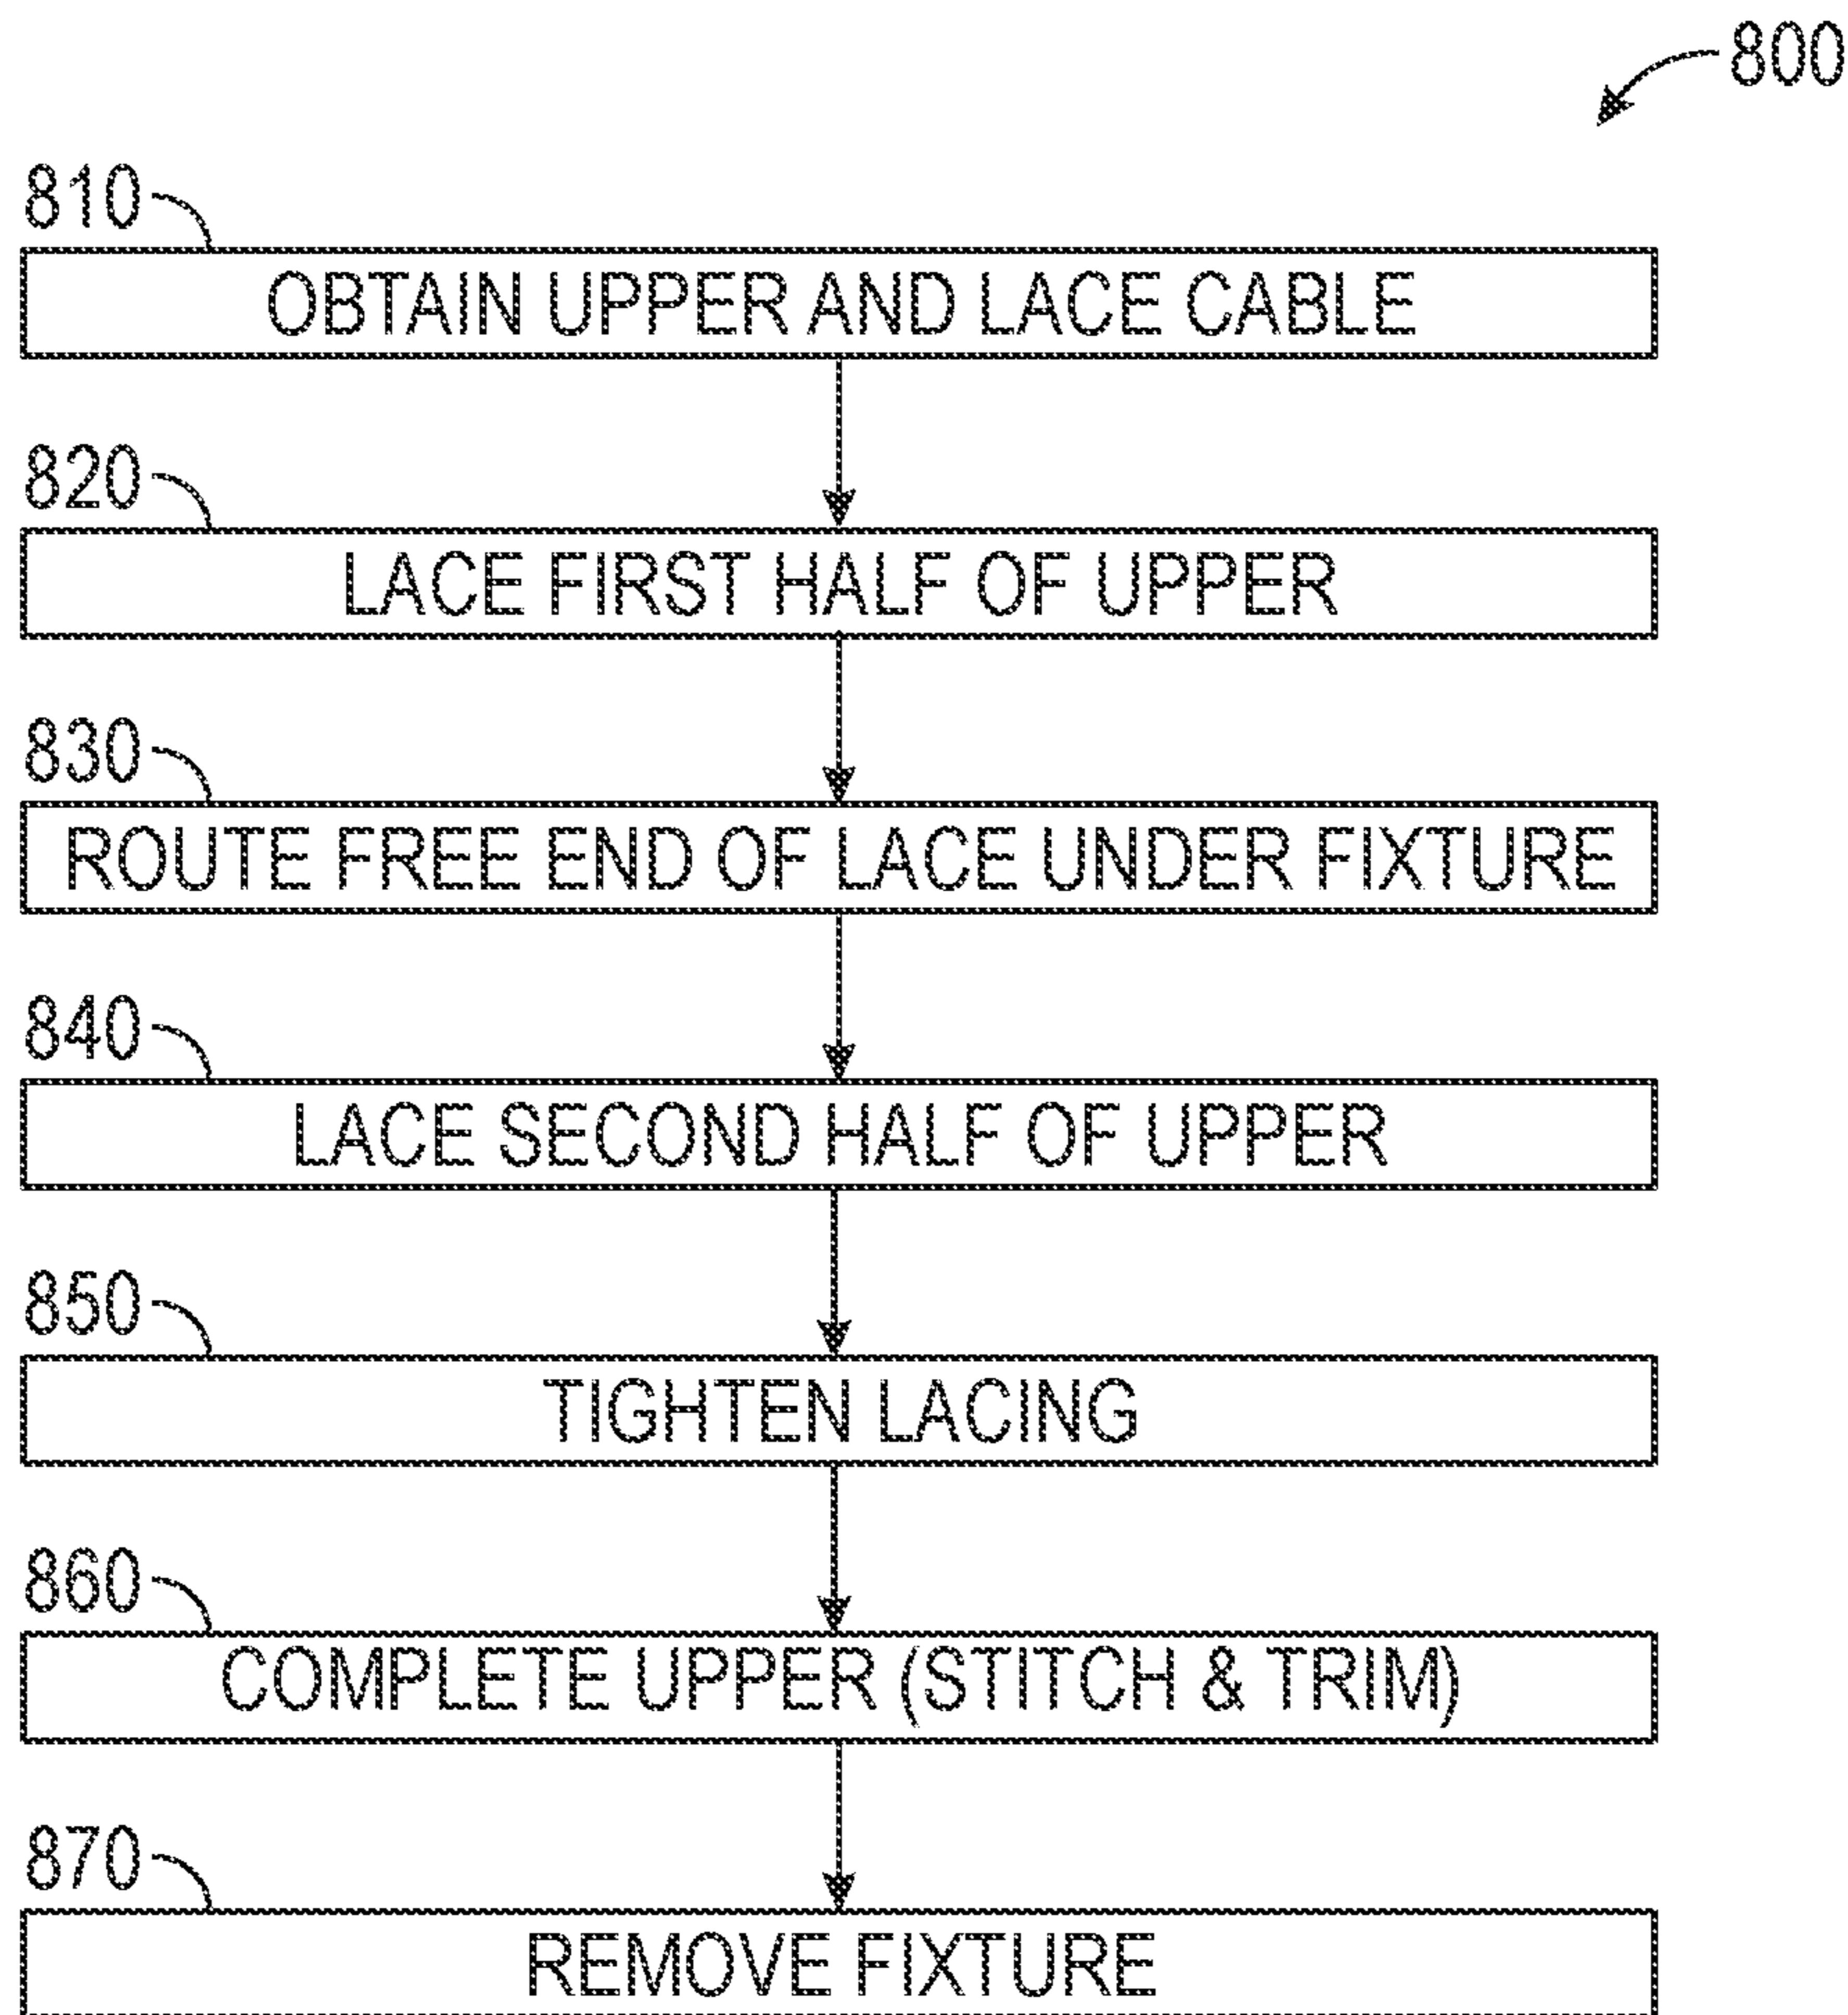 800
810
OBTAIN UPPER AND LACE CABLE
820
LACE FIRST HALF OF UPPER
830
ROUTE FREE END OF LACE UNDER FIXTURE
840
LACE SECOND HALF OF UPPER
850
TIGHTEN LACING
860
COMPLETE UPPER (STITCH & TRIM)
870
REMOVE FIXTURE